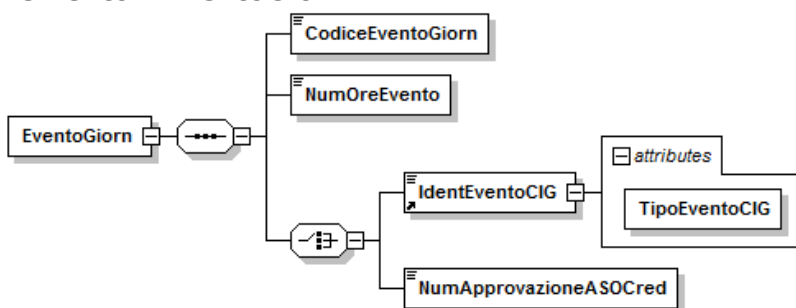 CodiceEventoGiorn
NumOreEvento
EventoGiorn
attributes
IdentEventoCIG
TipoEventoCIG
NumApprovazioneASOCred